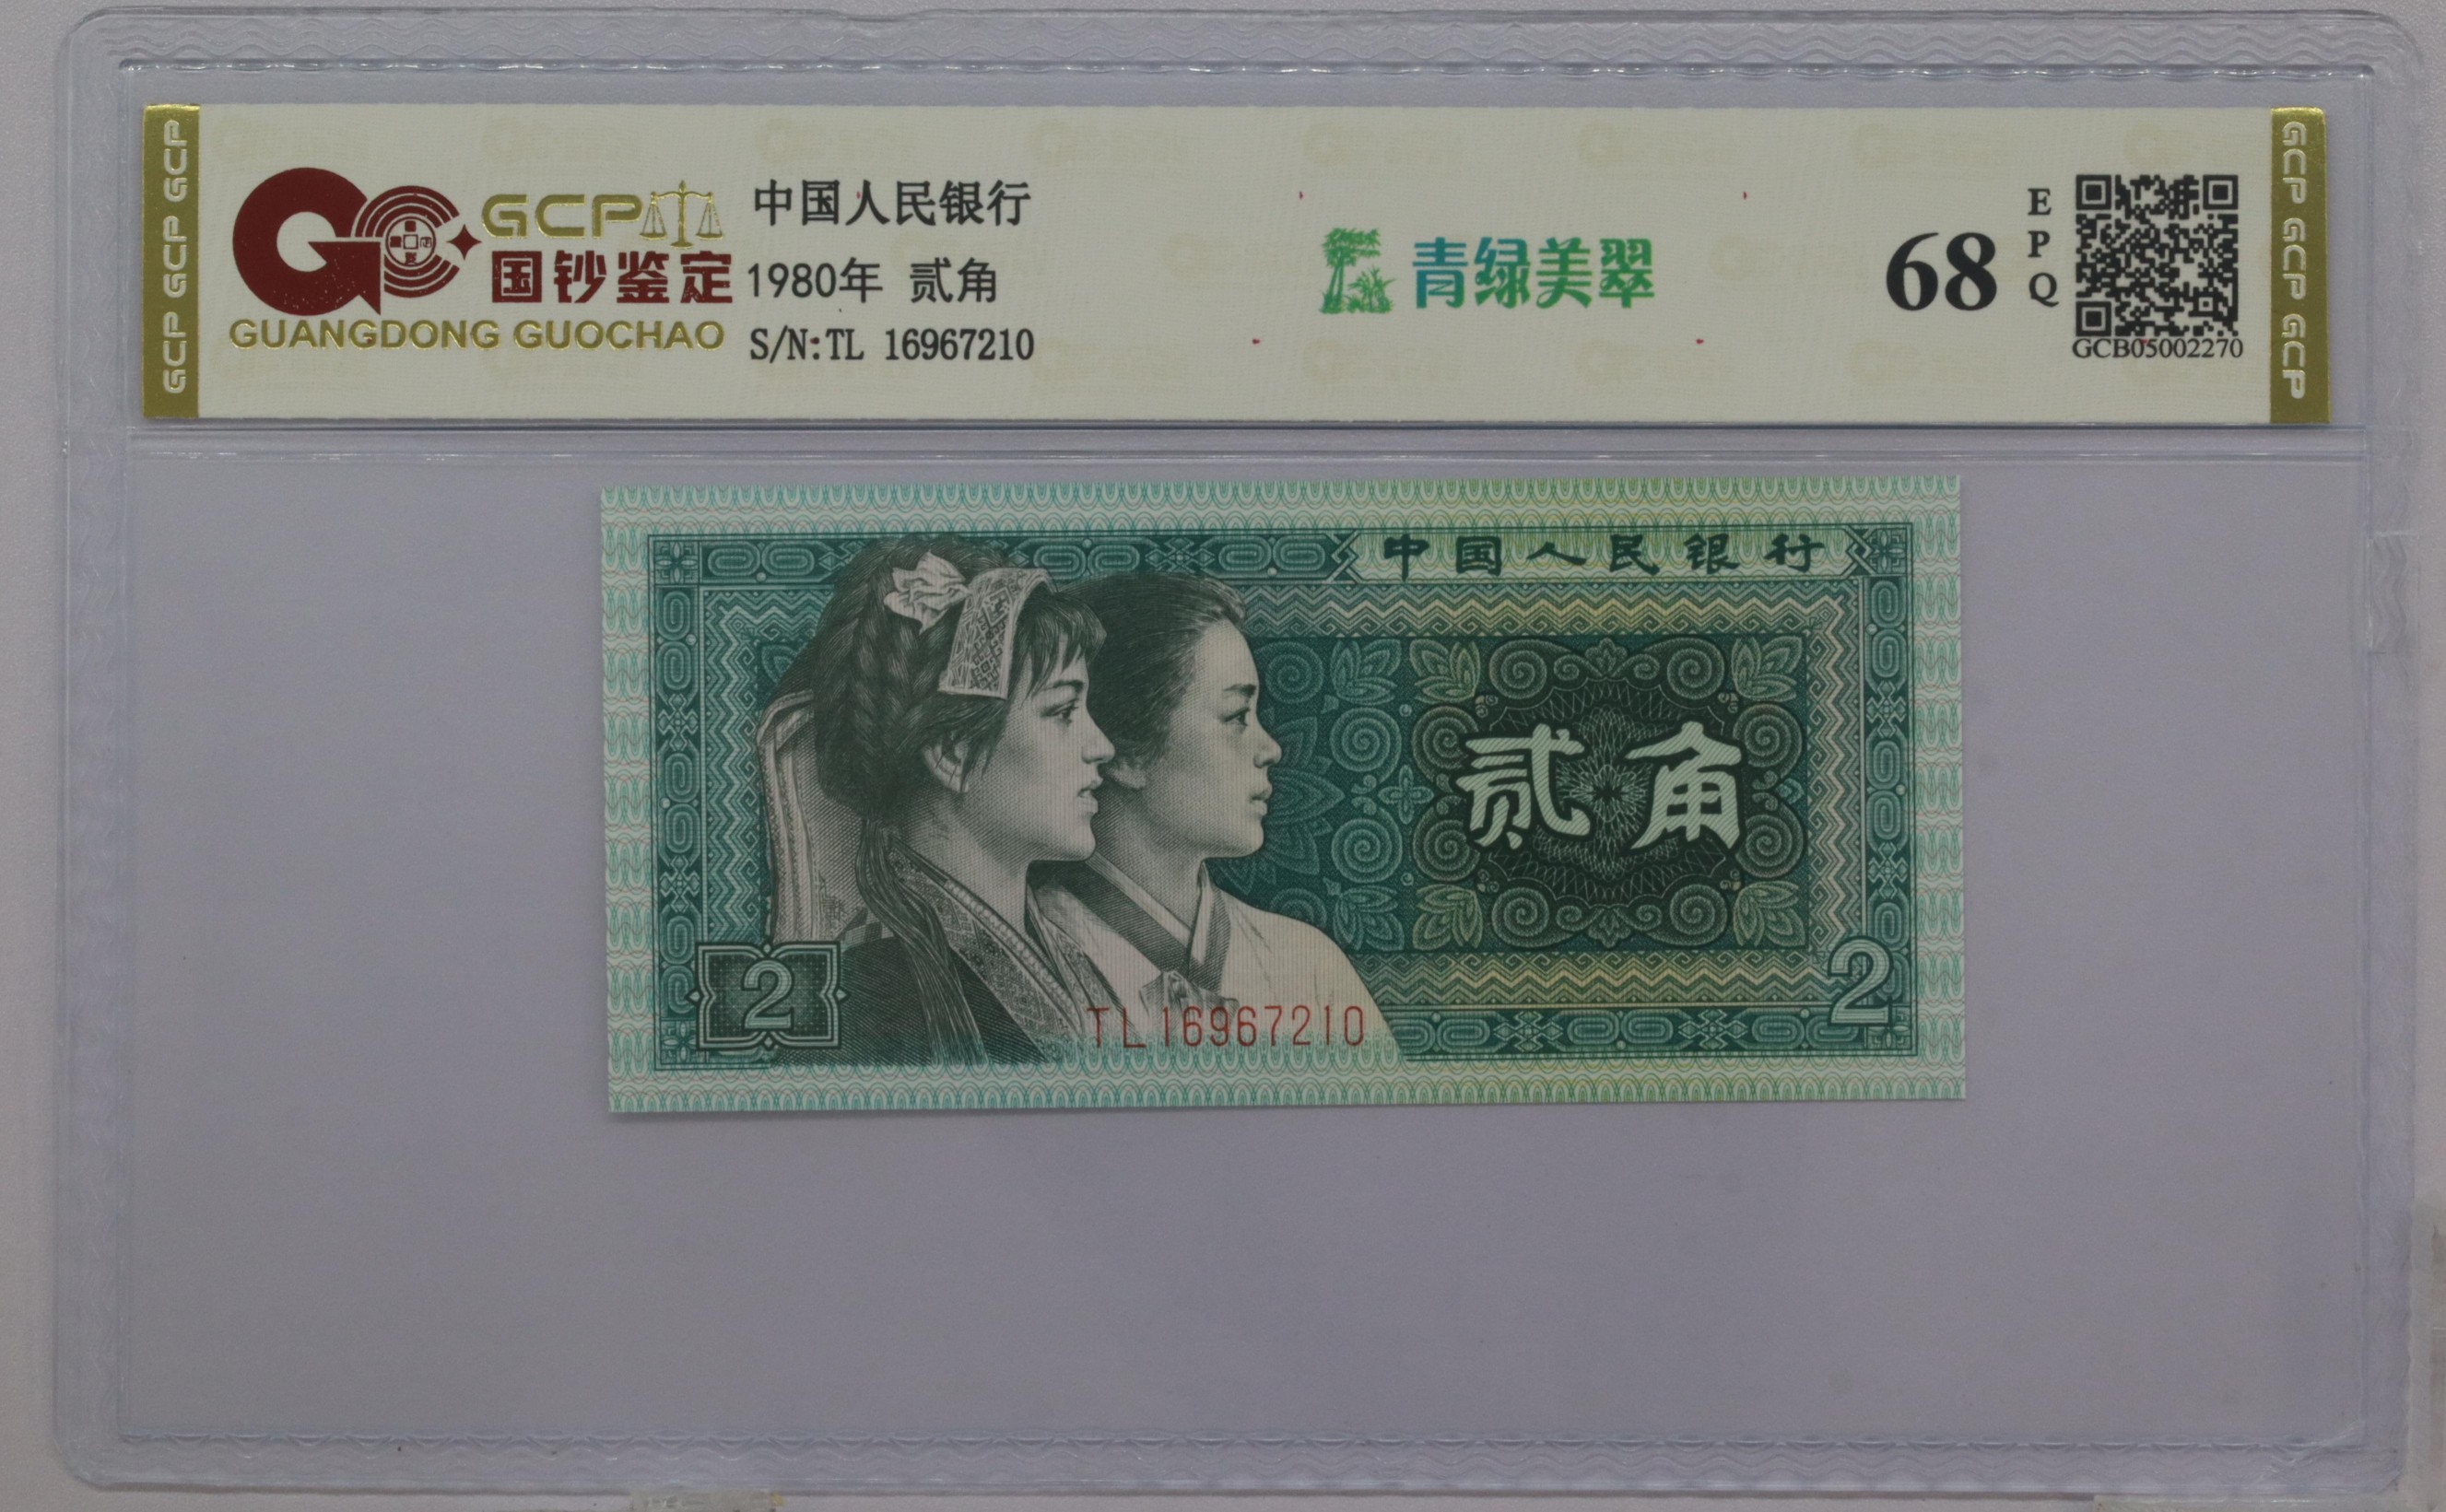 GCP GCP GCP
GCP
国钞鉴定
GUANGDONG GUOCHAO
中国人民银行
1980年 贰角
S/N:TL 16967210
青绿美翠
68
EPQ
GCB05002270
GCP GCP GCP
中国人民银行
贰角
2
TL16967210
2